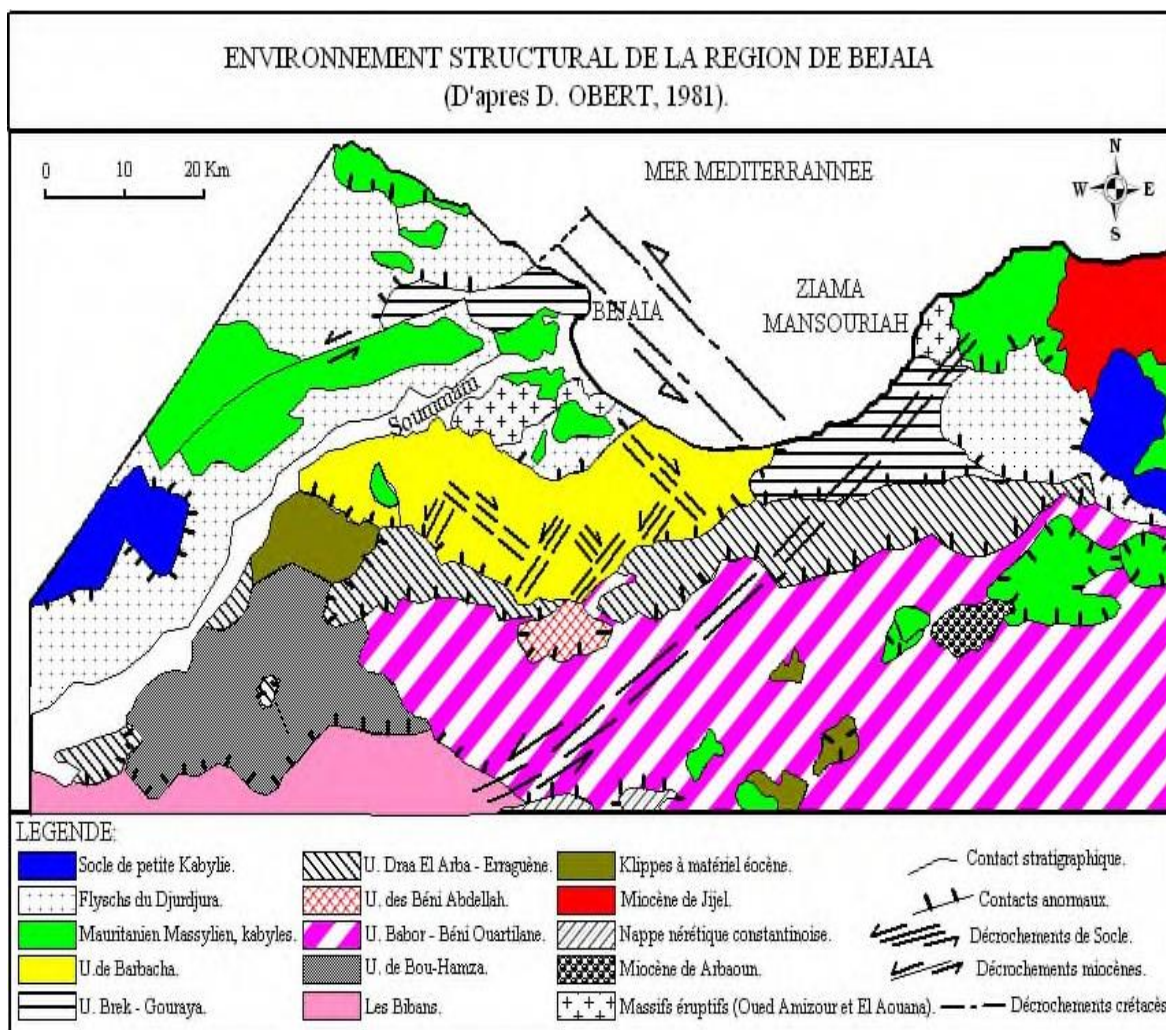 ENVIRONNEMENT STRUCTURAL DE LA REGION DE BEJAIA
(D'apres D. OBERT, 1981).
0 10 20 Km
MER MEDITERRANNEE
N
W E
S
ZIAMA
MANSOURIAH
BEJAIA
Soummam
LEGENDE:
Socle de petite Kabylie.
Flyschs du Djurdjura.
Mauritanien Massylien, kabyles.
U.de Barbacha.
U. Brek - Gouraya.
U. Draa El Arba - Erraguène.
U. des Béni Abdellah.
U. Babor - Béni Ouartilane.
U. de Bou-Hamza.
Les Bibans.
Klippes à matériel éocène.
Miocène de Jijel.
Nappe nérétique constantinoise.
Miocène de Arbaoun.
Massifs éruptifs (Oued Amizour et El Aouana).
Contact stratigraphique.
Contacts anormaux.
Décrochements de Socle.
Décrochements miocènes.
Décrochements crétacés